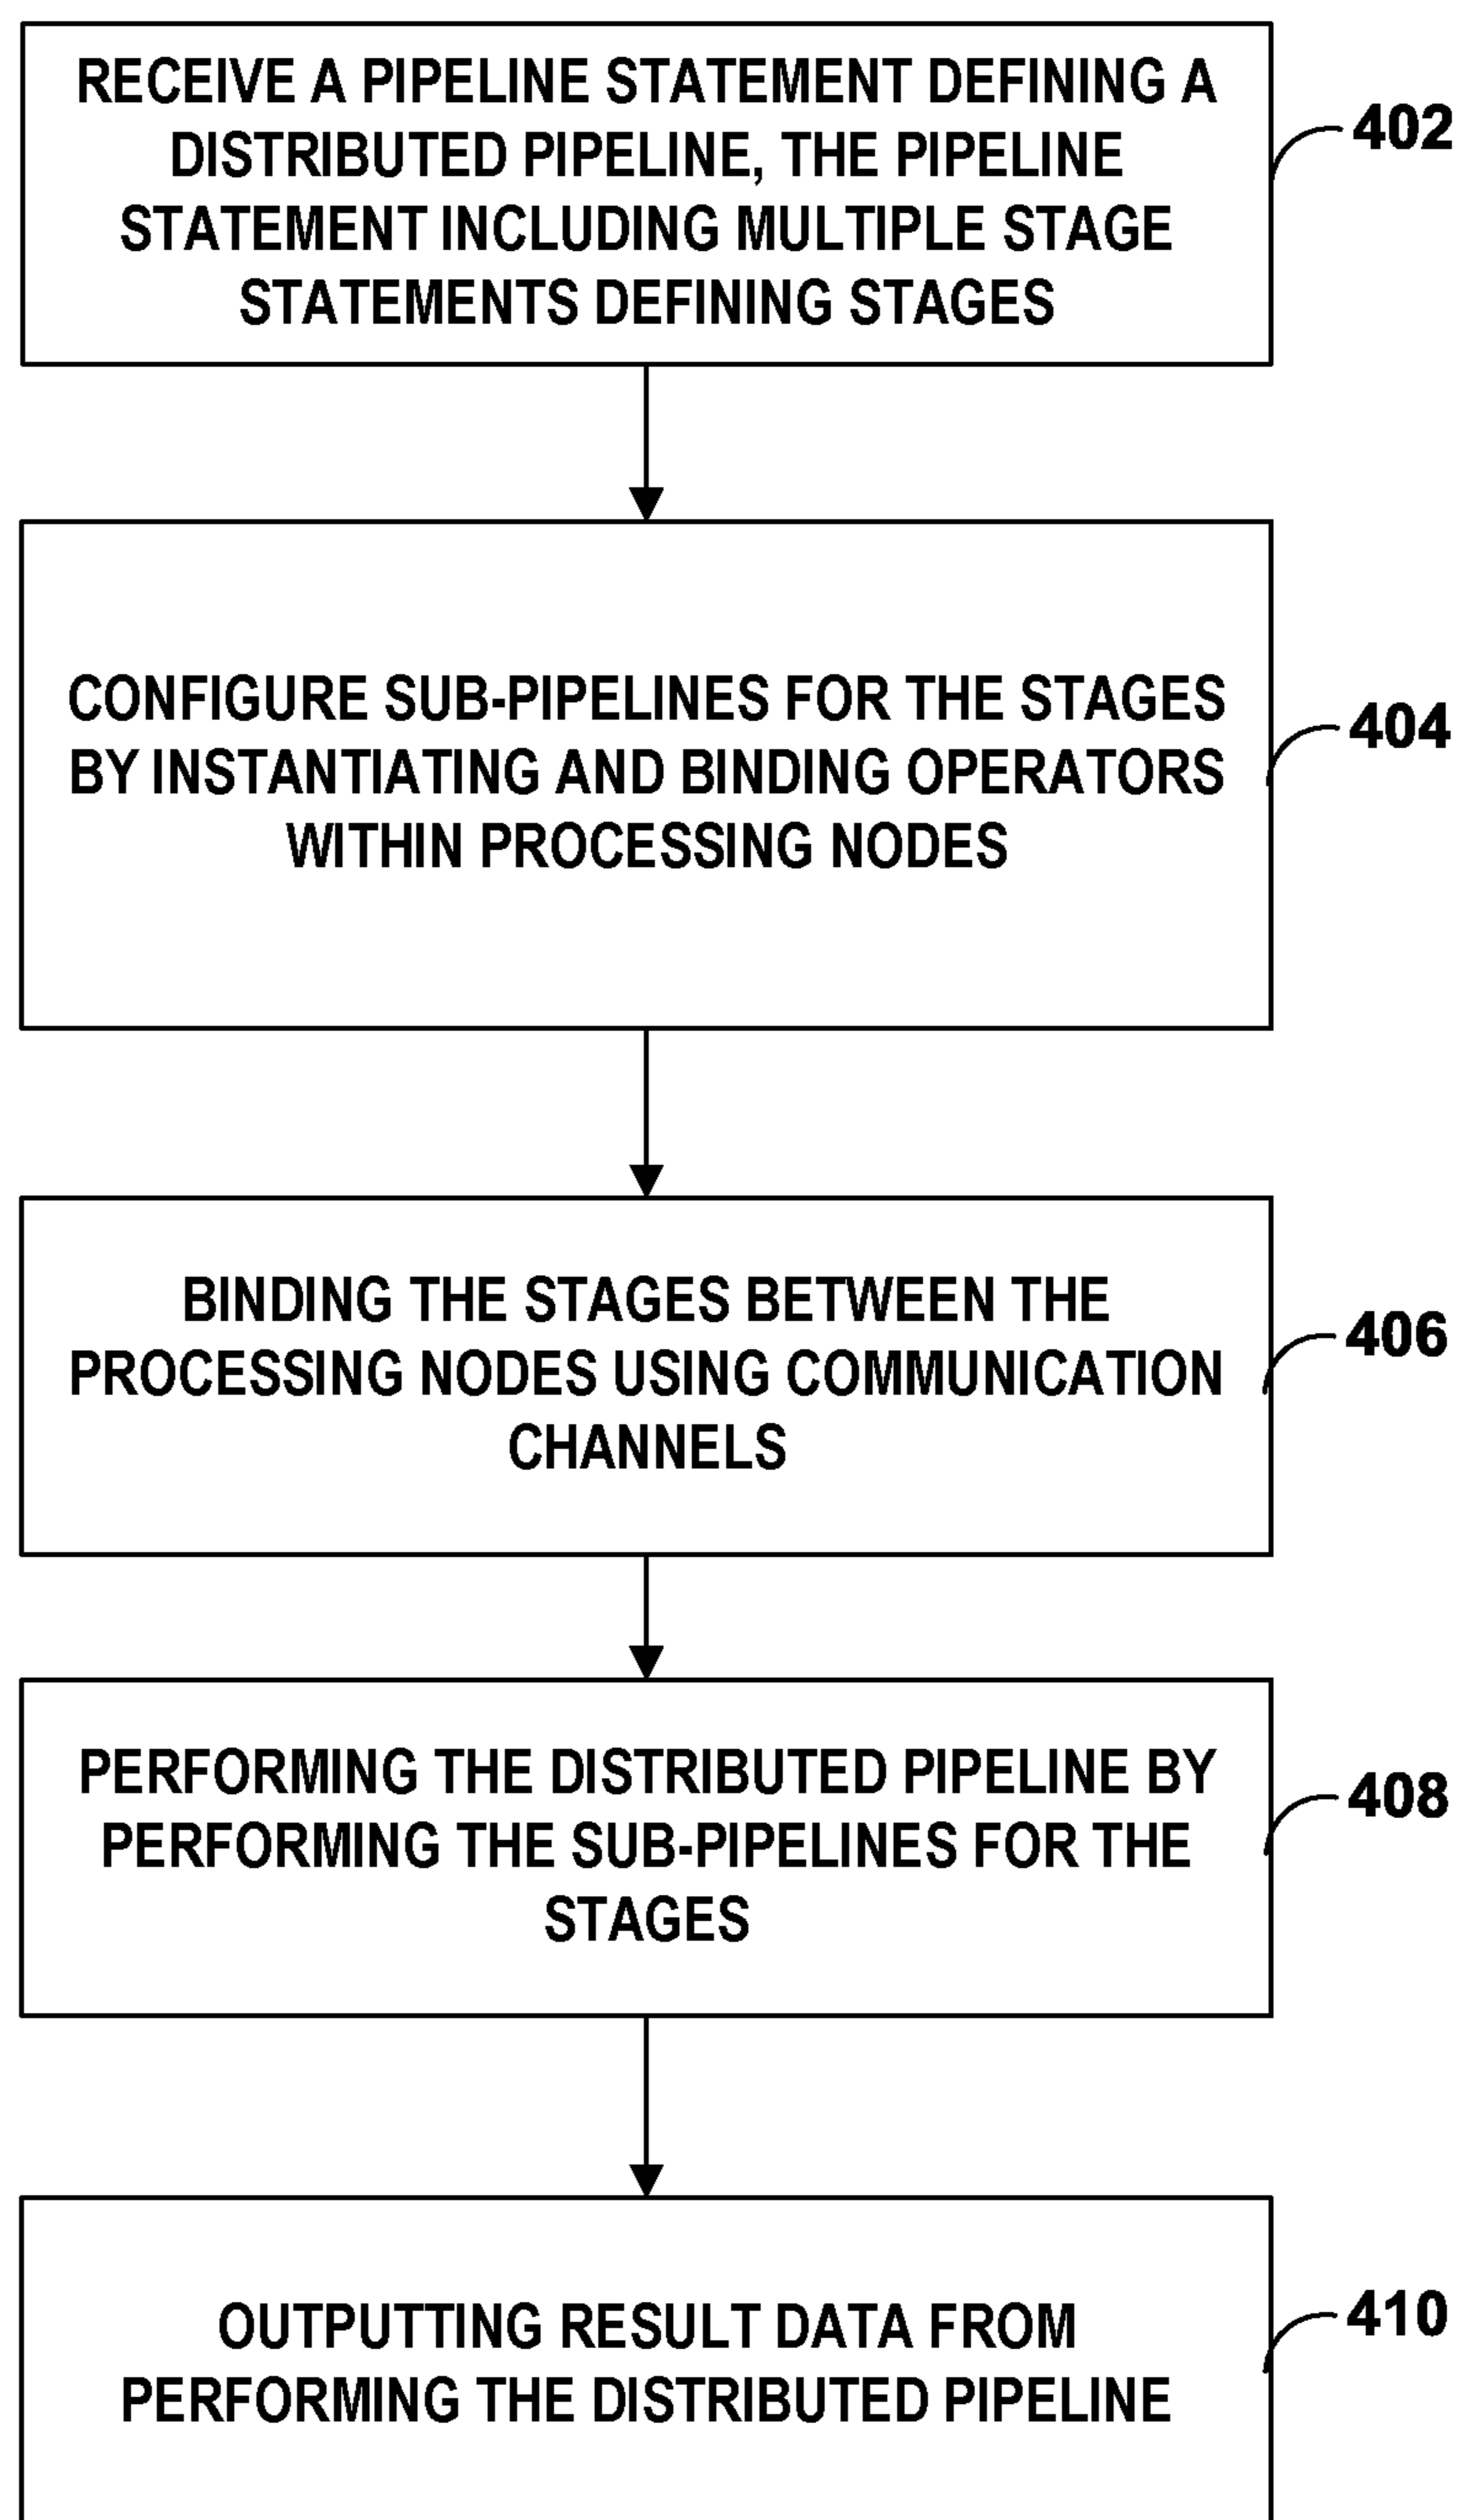 RECEIVE A PIPELINE STATEMENT DEFINING A
DISTRIBUTED PIPELINE, THE PIPELINE
STATEMENT INCLUDING MULTIPLE STAGE
STATEMENTS DEFINING STAGES
402
CONFIGURE SUB-PIPELINES FOR THE STAGES
BY INSTANTIATING AND BINDING OPERATORS
WITHIN PROCESSING NODES
404
BINDING THE STAGES BETWEEN THE
PROCESSING NODES USING COMMUNICATION
CHANNELS
406
PERFORMING THE DISTRIBUTED PIPELINE BY
PERFORMING THE SUB-PIPELINES FOR THE
STAGES
408
OUTPUTTING RESULT DATA FROM
PERFORMING THE DISTRIBUTED PIPELINE
410